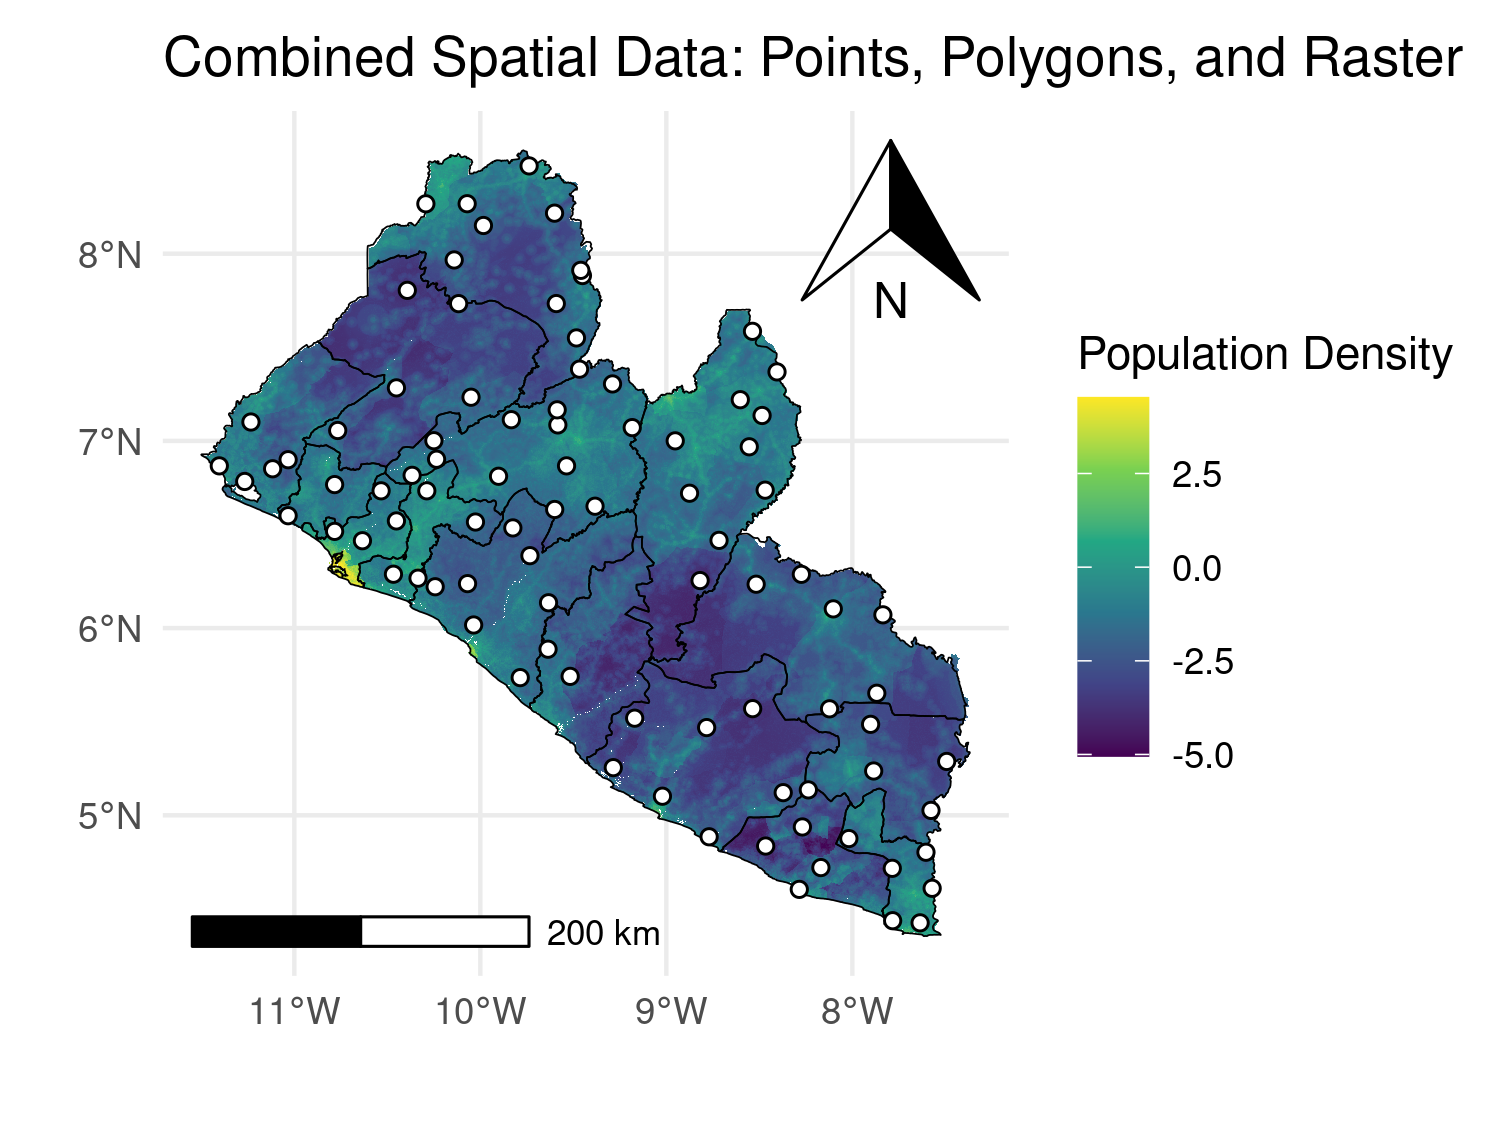 Combined Spatial Data: Points, Polygons, and Raster
8°N
7°N
6°N
5°N
N
200 km
11°W
10°W
9°W
8°W
Population Density
2.5
0.0
-2.5
-5.0